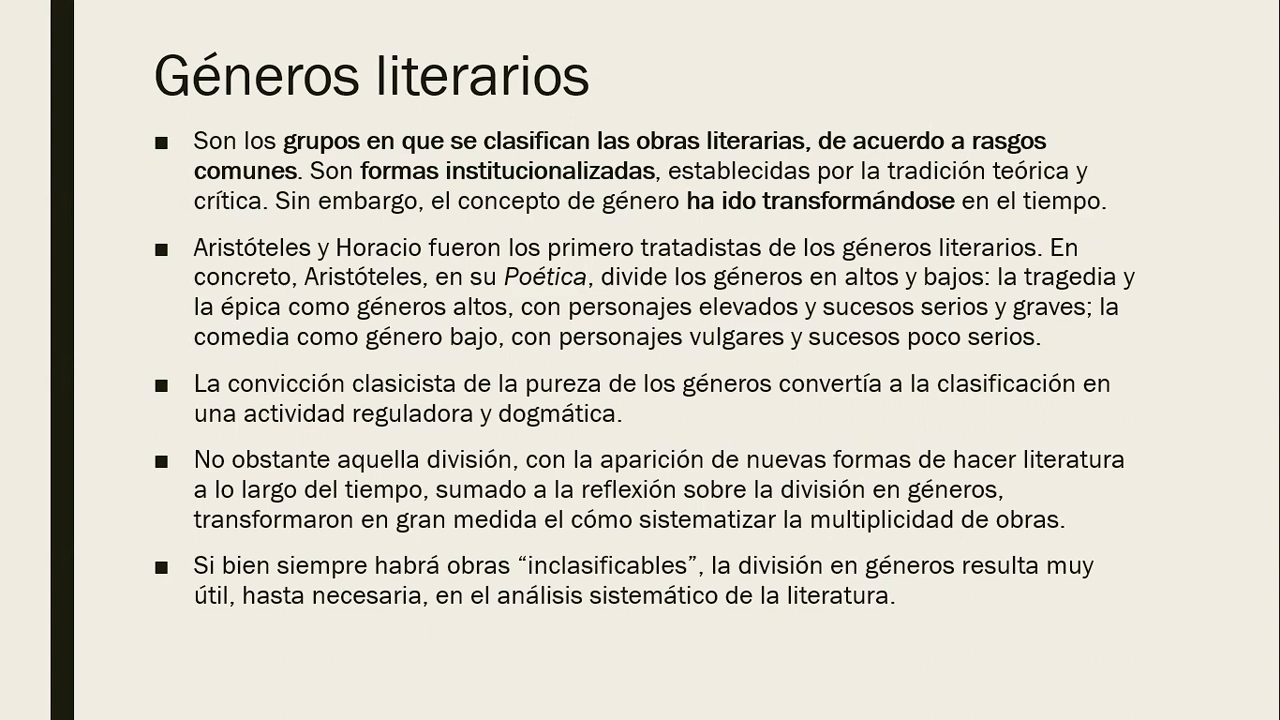 Géneros literarios
▪ Son los grupos en que se clasifican las obras literarias, de acuerdo a rasgos
comunes. Son formas institucionalizadas, establecidas por la tradición teórica y
crítica. Sin embargo, el concepto de género ha ido transformándose en el tiempo.
▪ Aristóteles y Horacio fueron los primero tratadistas de los géneros literarios. En
concreto, Aristóteles, en su Poética, divide los géneros en altos y bajos: la tragedia y
la épica como géneros altos, con personajes elevados y sucesos serios y graves; la
comedia como género bajo, con personajes vulgares y sucesos poco serios.
▪ La convicción clasicista de la pureza de los géneros convertía a la clasificación en
una actividad reguladora y dogmática.
▪ No obstante aquella división, con la aparición de nuevas formas de hacer literatura
a lo largo del tiempo, sumado a la reflexión sobre la división en géneros,
transformaron en gran medida el cómo sistematizar la multiplicidad de obras.
▪ Si bien siempre habrá obras “inclasificables”, la división en géneros resulta muy
útil, hasta necesaria, en el análisis sistemático de la literatura.